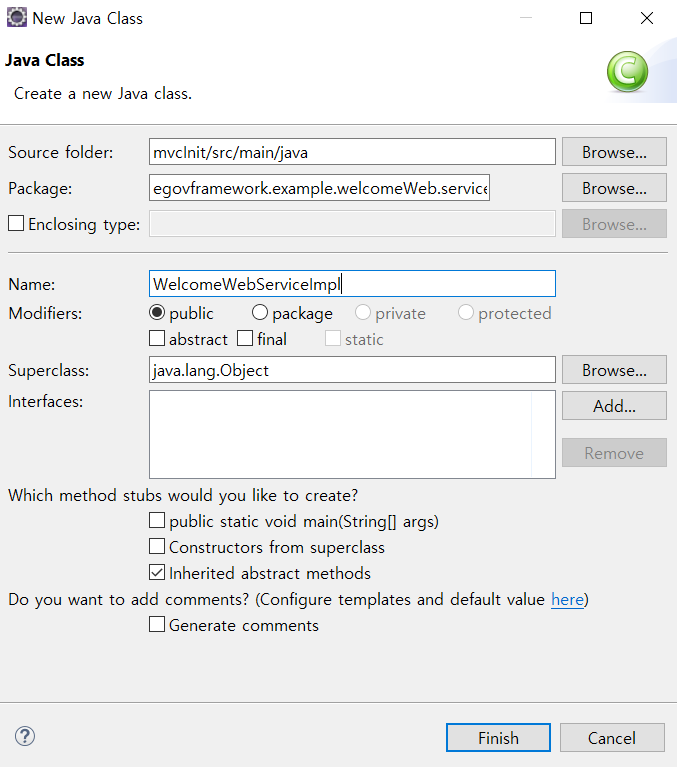 New Java Class
Java Class
Create a new Java class.
Source folder: mvcInit/src/main/java Browse...
Package: egovframework.example.welcomeWeb.service Browse...
Enclosing type: Browse...
Name: WelcomeWebServiceImpl
Modifiers: public package private protected
abstract final static
Superclass: java.lang.Object Browse...
Interfaces: Add...
Remove
Which method stubs would you like to create?
public static void main(String[] args)
Constructors from superclass
Inherited abstract methods
Do you want to add comments? (Configure templates and default value here)
Generate comments
Finish Cancel